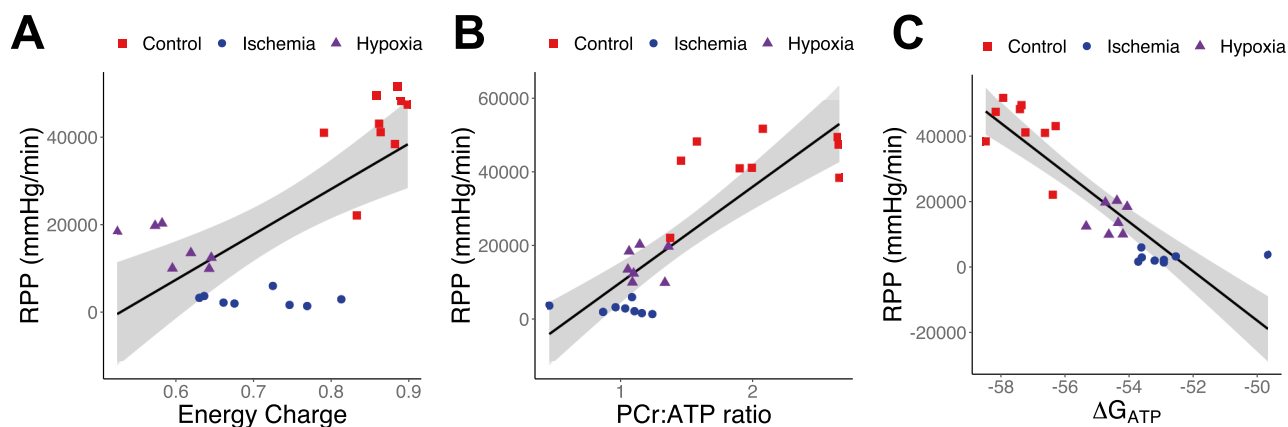 A
Control Ischemia Hypoxia
RPP (mmHg/min)
40000
20000
0
0.6 0.7 0.8 0.9
Energy Charge
B
Control Ischemia Hypoxia
RPP (mmHg/min)
60000
40000
20000
0
1 2
PCr:ATP ratio
C
Control Ischemia Hypoxia
RPP (mmHg/min)
40000
20000
0
-20000
-58 -56 -54 -52 -50
ΔG_ATP